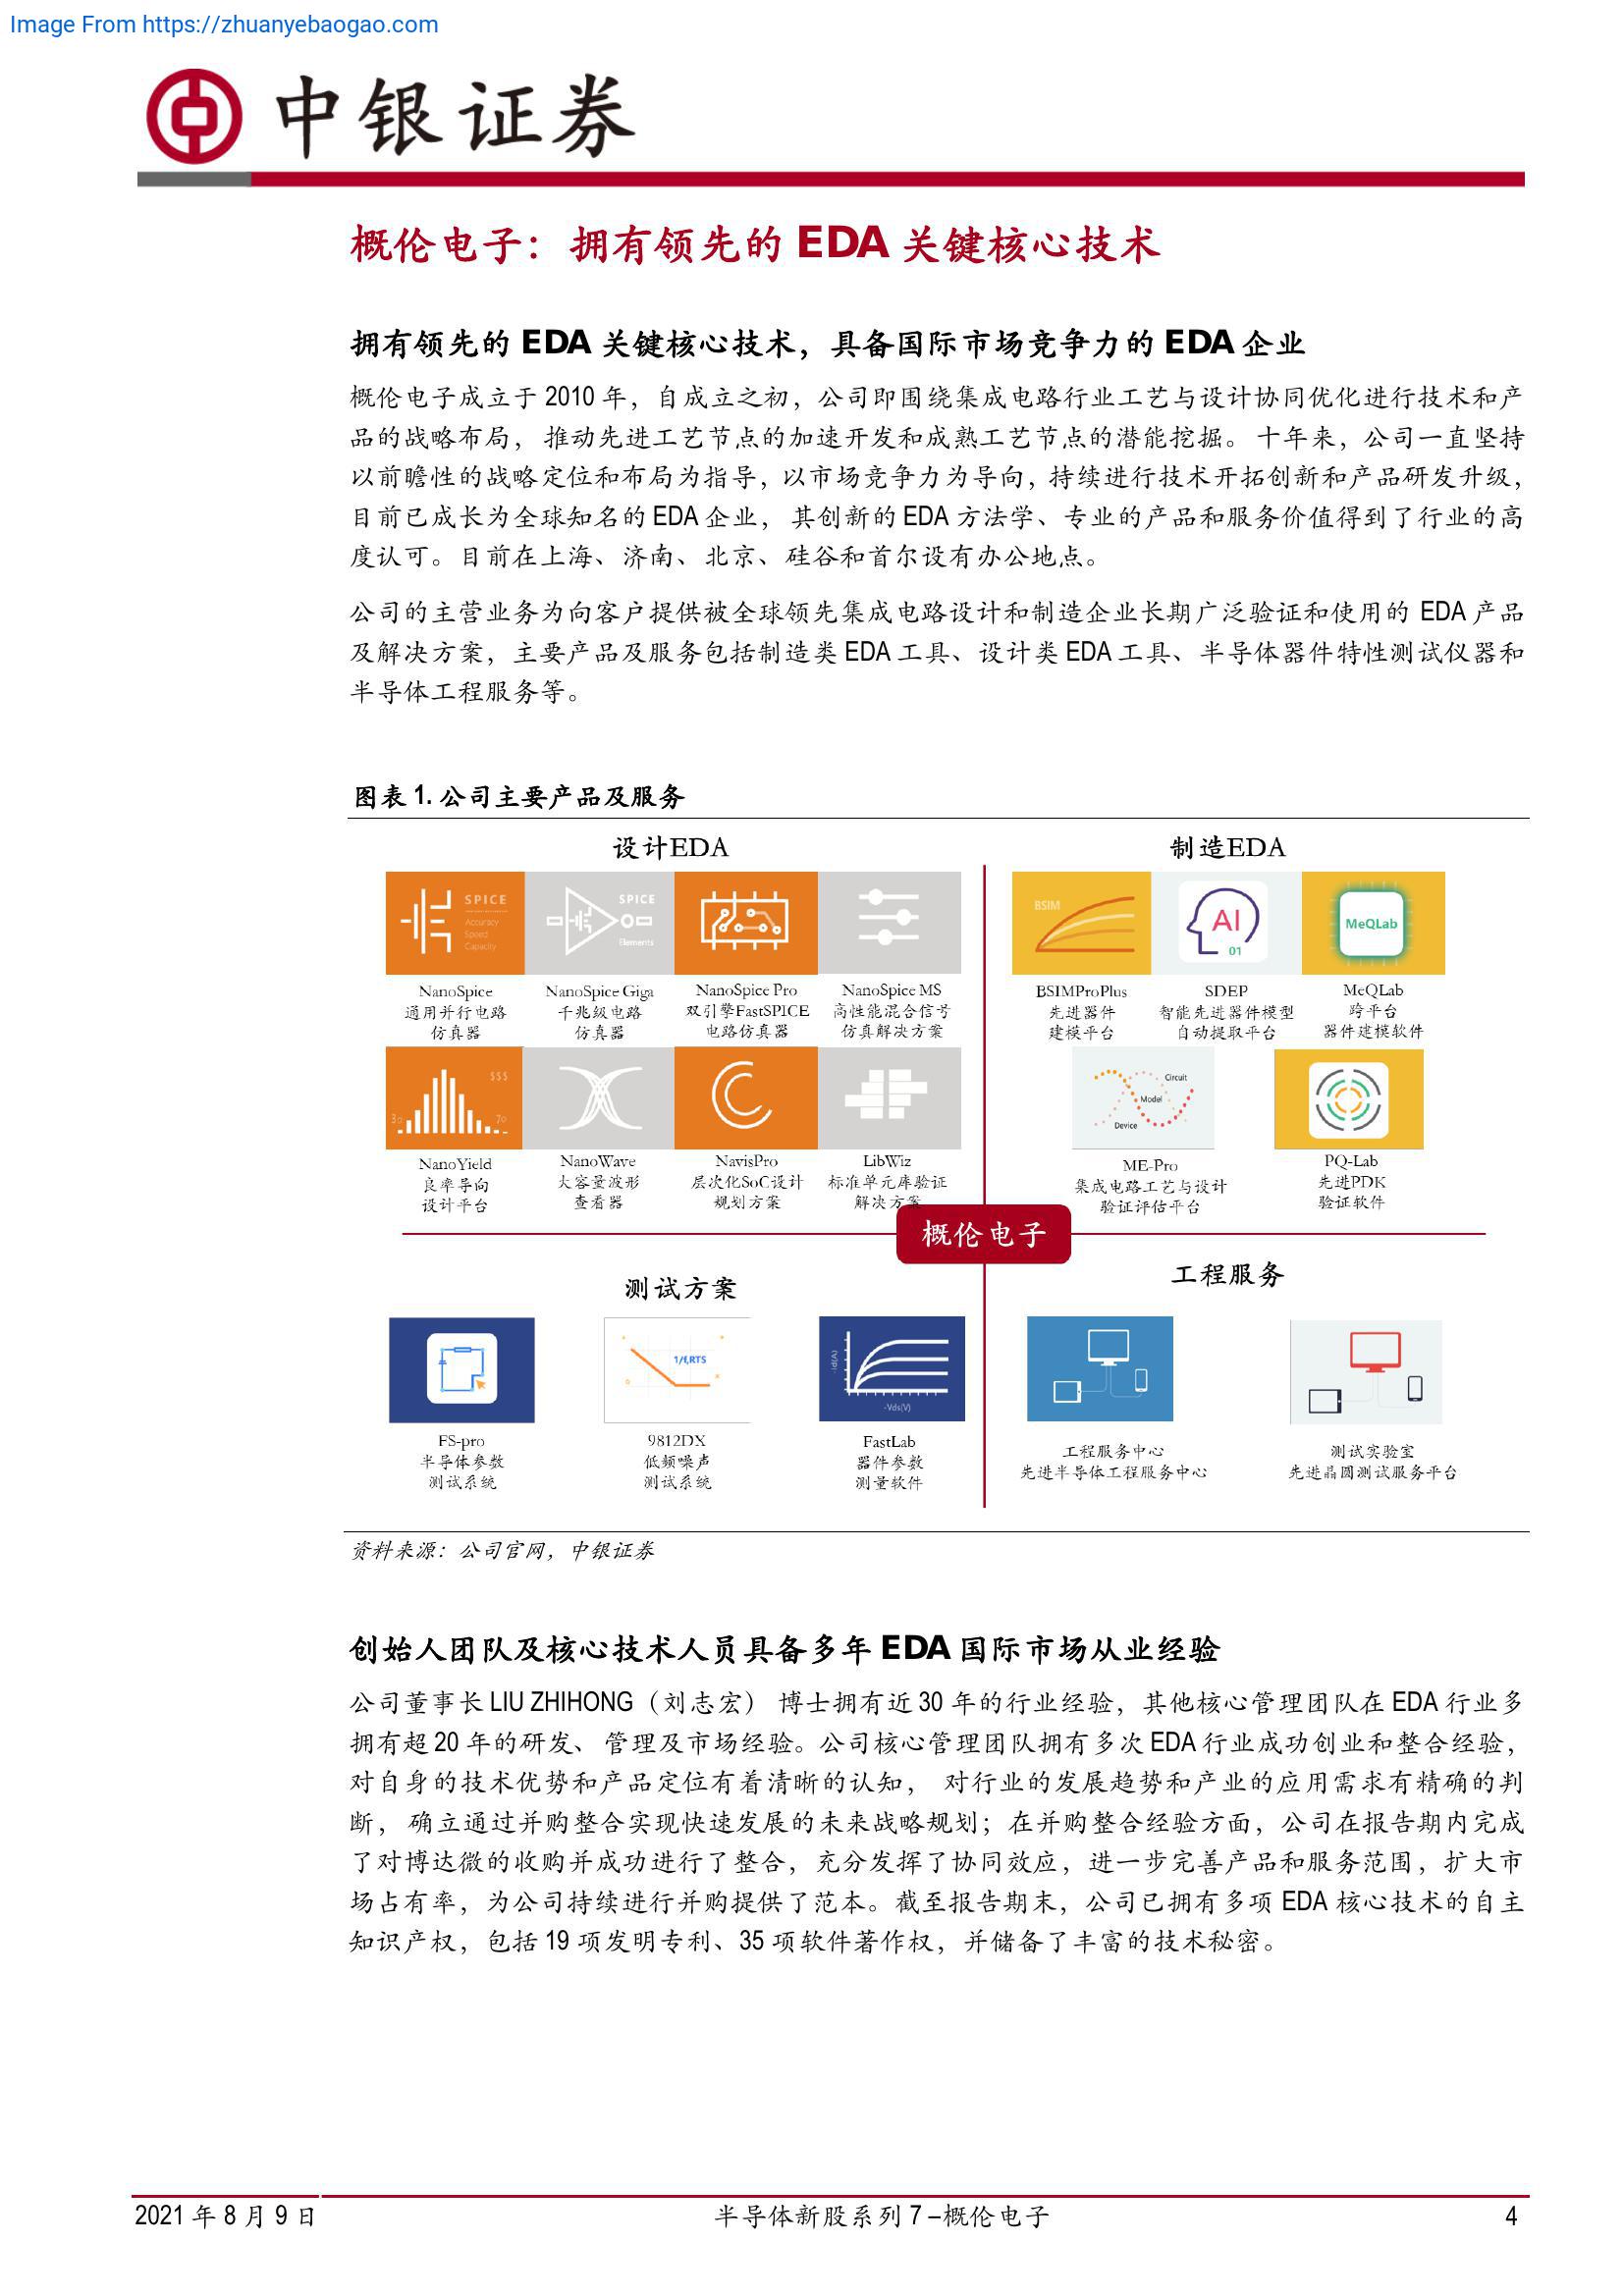 Image From https://zhuanyebaogao.com
中银证券
概伦电子：拥有领先的 EDA 关键核心技术
拥有领先的 EDA 关键核心技术，具备国际市场竞争力的 EDA 企业
概伦电子成立于 2010 年，自成立之初，公司即围绕集成电路行业工艺与设计协同优化进行技术和产
品的战略布局， 推动先进工艺节点的加速开发和成熟工艺节点的潜能挖掘。 十年来，公司一直坚持
以前瞻性的战略定位和布局为指导，以市场竞争力为导向，持续进行技术开拓创新和产品研发升级，
目前已成长为全球知名的 EDA 企业， 其创新的 EDA 方法学、专业的产品和服务价值得到了行业的高
度认可。目前在上海、济南、北京、硅谷和首尔设有办公地点。
公司的主营业务为向客户提供被全球领先集成电路设计和制造企业长期广泛验证和使用的 EDA 产品
及解决方案，主要产品及服务包括制造类 EDA 工具、设计类 EDA 工具、半导体器件特性测试仪器和
半导体工程服务等。
图表 1. 公司主要产品及服务
设计EDA
SPICE
Accuracy
Speed
Capacity
SPICE
Elements
NanoSpice
通用并行电路
仿真器
NanoSpice Giga
千兆级电路
仿真器
NanoSpice Pro
双引擎FastSPICE
电路仿真器
NanoSpice MS
高性能混合信号
仿真解决方案
$$$
3σ
7σ
NanoYield
良率导向
设计平台
NanoWave
大容量波形
查看器
NavisPro
层次化SoC设计
规划方案
LibWiz
标准单元库验证
解决方案
制造EDA
BSIM
AI
01
MeQLab
BSIMProPlus
先进器件
建模平台
SDEP
智能先进器件模型
自动提取平台
MeQLab
跨平台
器件建模软件
Circuit
Model
Device
ME-Pro
集成电路工艺与设计
验证评估平台
PQ-Lab
先进PDK
验证软件
概伦电子
测试方案
1/f,RTS
-Id(A)
-Vds(V)
FS-pro
半导体参数
测试系统
9812DX
低频噪声
测试系统
FastLab
器件参数
测量软件
工程服务
工程服务中心
先进半导体工程服务中心
测试实验室
先进晶圆测试服务平台
资料来源：公司官网，中银证券
创始人团队及核心技术人员具备多年 EDA 国际市场从业经验
公司董事长 LIU ZHIHONG（刘志宏） 博士拥有近 30 年的行业经验，其他核心管理团队在 EDA 行业多
拥有超 20 年的研发、 管理及市场经验。公司核心管理团队拥有多次 EDA 行业成功创业和整合经验，
对自身的技术优势和产品定位有着清晰的认知， 对行业的发展趋势和产业的应用需求有精确的判
断， 确立通过并购整合实现快速发展的未来战略规划；在并购整合经验方面，公司在报告期内完成
了对博达微的收购并成功进行了整合，充分发挥了协同效应，进一步完善产品和服务范围，扩大市
场占有率，为公司持续进行并购提供了范本。截至报告期末，公司已拥有多项 EDA 核心技术的自主
知识产权，包括 19 项发明专利、35 项软件著作权，并储备了丰富的技术秘密。
2021 年 8 月 9 日
半导体新股系列 7 –概伦电子
4